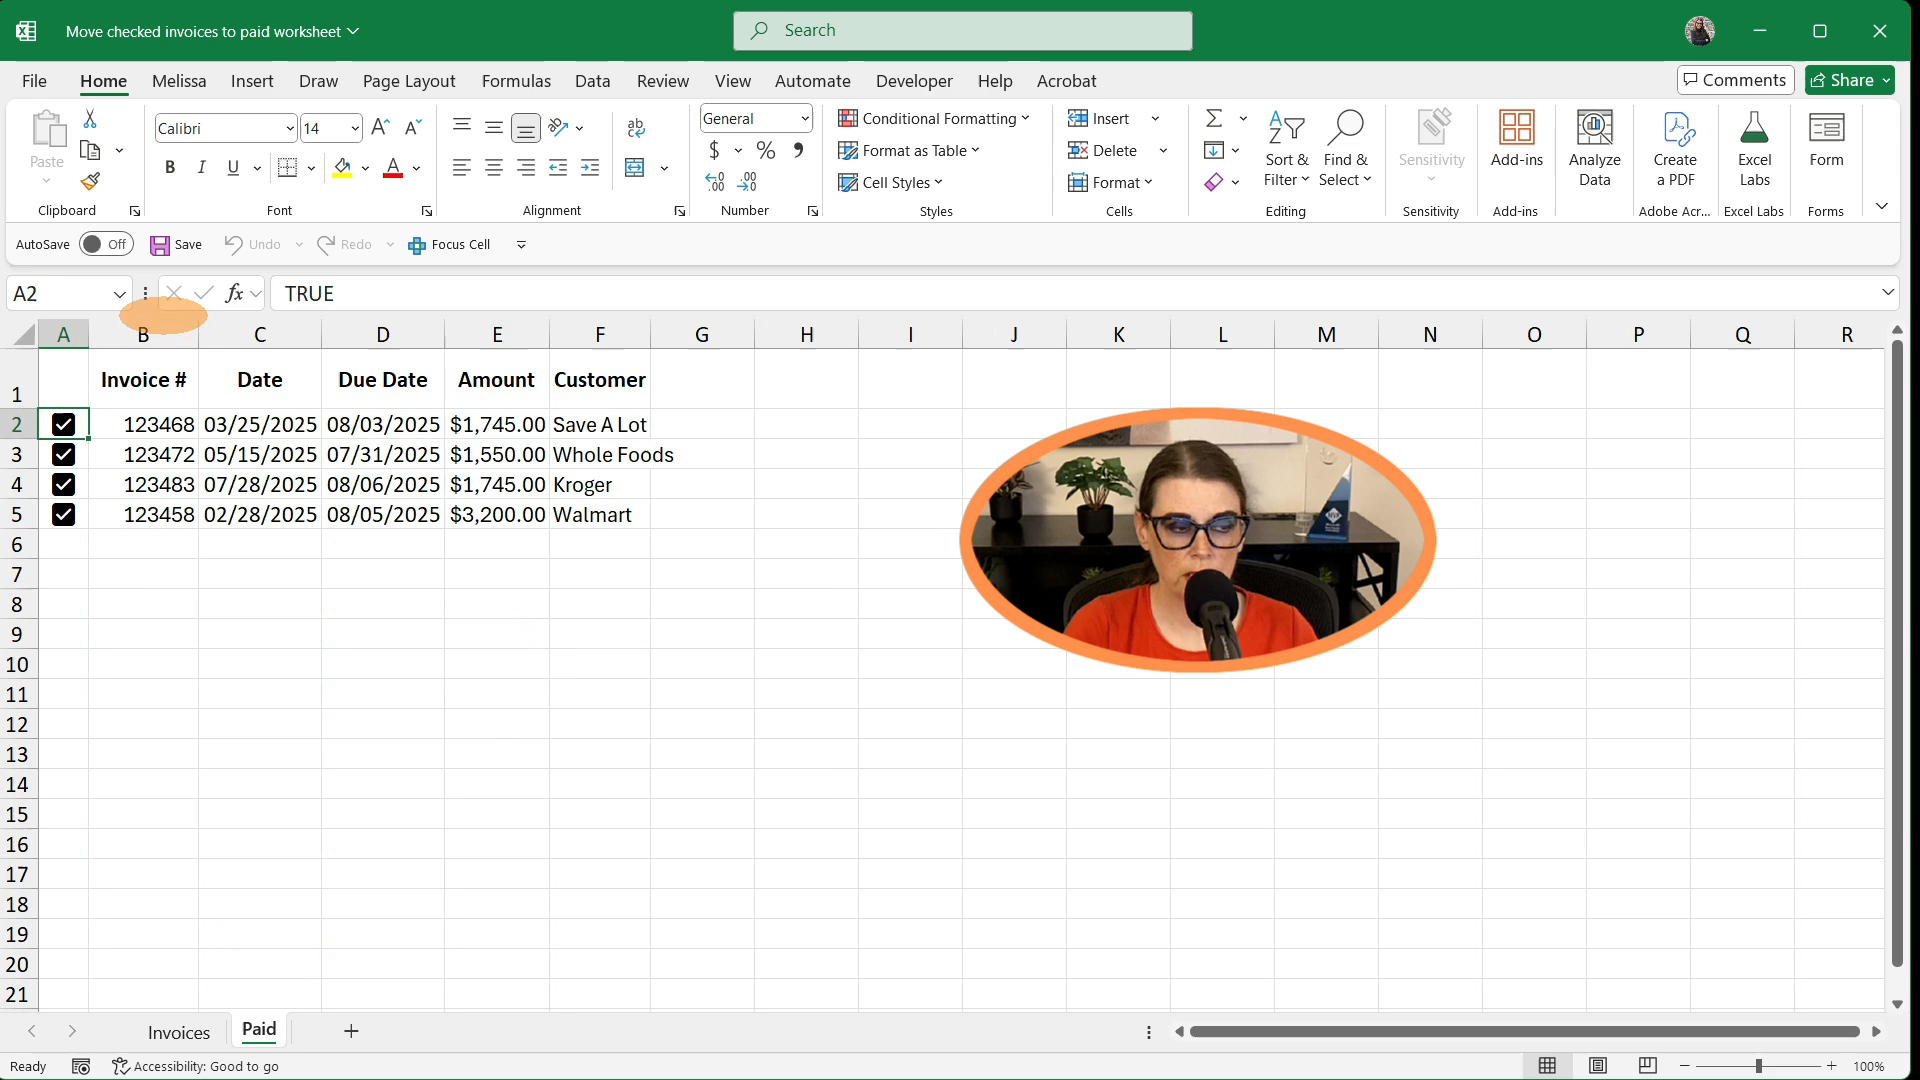 Move checked invoices to paid worksheet
Search
File Home Melissa Insert Draw Page Layout Formulas Data Review View Automate Developer Help Acrobat
Comments
Share
Paste
Clipboard
Calibri
14
B I U
Font
ab
Alignment
General
$ % ,
.00
.00
Number
Conditional Formatting
Format as Table
Cell Styles
Styles
Insert
Delete
Format
Cells
Sort & Filter
Find & Select
Editing
Sensitivity
Sensitivity
Add-ins
Add-ins
Analyze Data
Create a PDF
Adobe Acr...
Excel Labs
Excel Labs
Form
Forms
AutoSave Off Save Undo Redo Focus Cell
A2 fx TRUE
A B C D E F G H I J K L M N O P Q R
1 Invoice # Date Due Date Amount Customer
2 123468 03/25/2025 08/03/2025 $1,745.00 Save A Lot
3 123472 05/15/2025 07/31/2025 $1,550.00 Whole Foods
4 123483 07/28/2025 08/06/2025 $1,745.00 Kroger
5 123458 02/28/2025 08/05/2025 $3,200.00 Walmart
6
7
8
9
10
11
12
13
14
15
16
17
18
19
20
21
Invoices Paid
Ready Accessibility: Good to go 100%